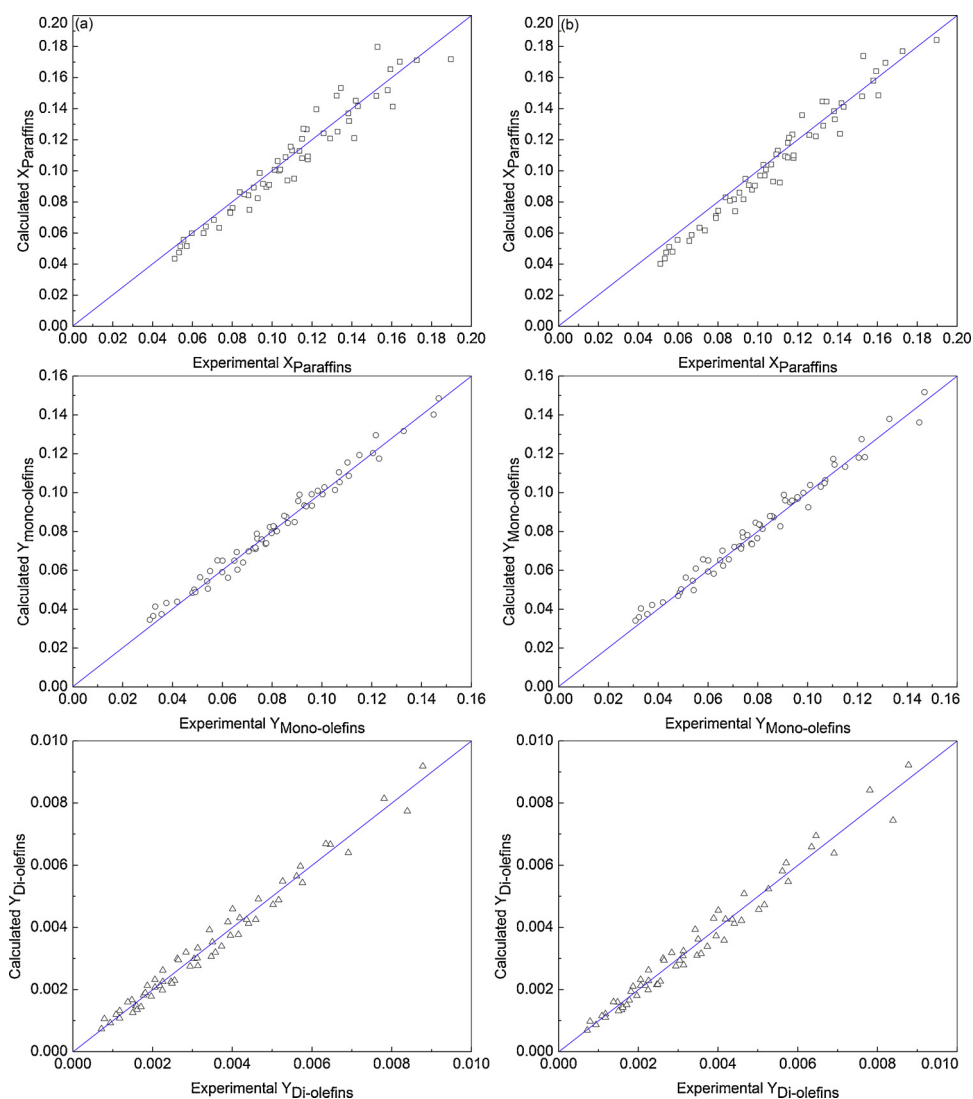 (a)
0.20
0.18
0.16
0.14
0.12
0.10
0.08
0.06
0.04
0.02
0.00
Calculated X_Paraffins
0.00 0.02 0.04 0.06 0.08 0.10 0.12 0.14 0.16 0.18 0.20
Experimental X_Paraffins
(b)
0.20
0.18
0.16
0.14
0.12
0.10
0.08
0.06
0.04
0.02
0.00
Calculated X_Paraffins
0.00 0.02 0.04 0.06 0.08 0.10 0.12 0.14 0.16 0.18 0.20
Experimental X_Paraffins
0.16
0.14
0.12
0.10
0.08
0.06
0.04
0.02
0.00
Calculated Y_mono-olefins
0.00 0.02 0.04 0.06 0.08 0.10 0.12 0.14 0.16
Experimental Y_Mono-olefins
0.16
0.14
0.12
0.10
0.08
0.06
0.04
0.02
0.00
Calculated Y_Mono-olefins
0.00 0.02 0.04 0.06 0.08 0.10 0.12 0.14 0.16
Experimental Y_Mono-olefins
0.010
0.008
0.006
0.004
0.002
0.000
Calculated Y_Di-olefins
0.000 0.002 0.004 0.006 0.008 0.010
Experimental Y_Di-olefins
0.010
0.008
0.006
0.004
0.002
0.000
Calculated Y_Di-olefins
0.000 0.002 0.004 0.006 0.008 0.010
Experimental Y_Di-olefins